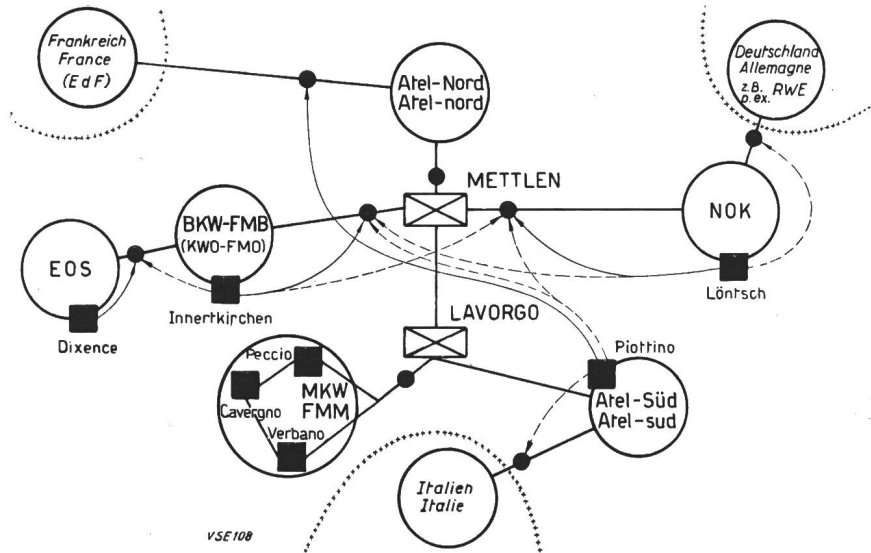 Frankreich
France
(E d F)
Atel-Nord
Atel-nord
Deutschland
Allemagne
z.B. RWE
p.ex.
METTLEN
BKW-FMB
(KWO-FMO)
NOK
EOS
Innertkirchen
Löntsch
Dixence
LAVORGO
Piottino
Peccio
MKW
FMM
Cavergno
Verbano
Atel-Süd
Atel-sud
Italien
Italie
VSE108